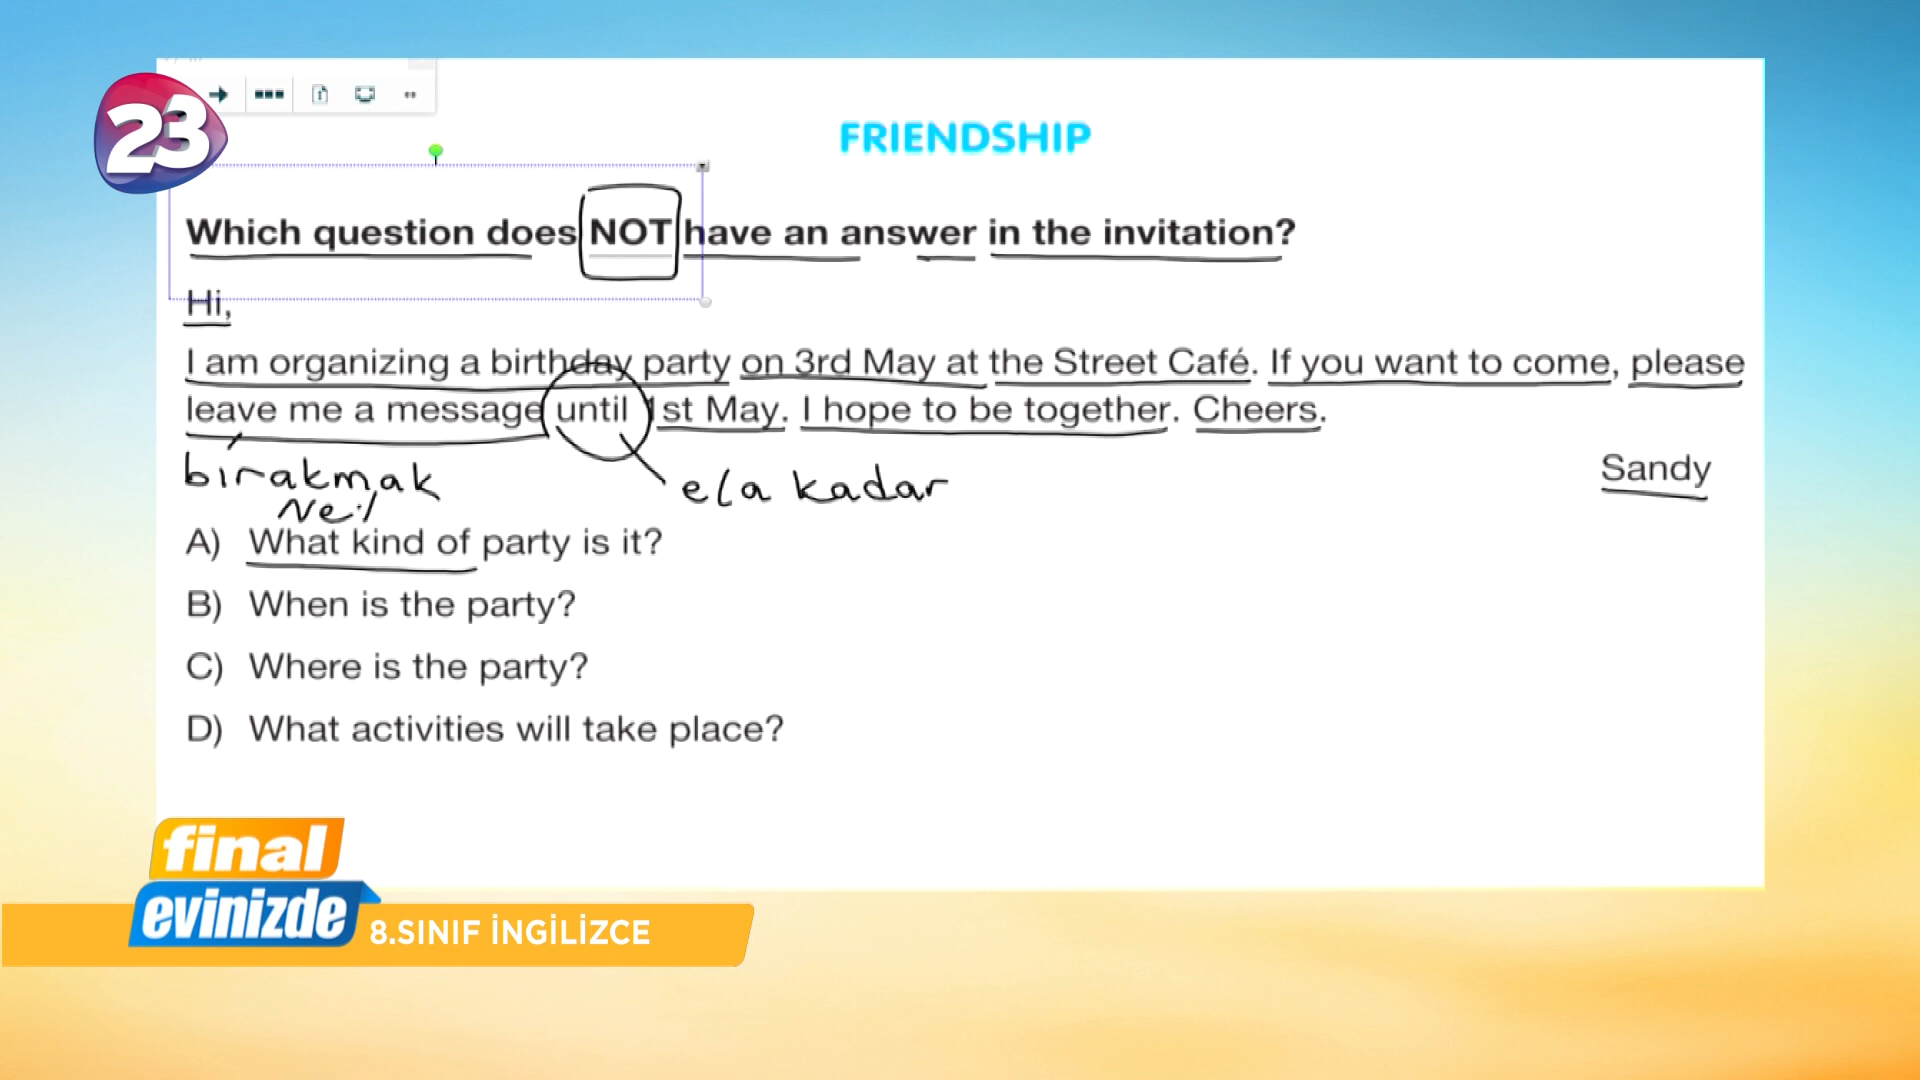 23
FRIENDSHIP
Which question does NOT have an answer in the invitation?
Hi,
I am organizing a birthday party on 3rd May at the Street Café. If you want to come, please
leave me a message until 1st May. I hope to be together. Cheers.
Sandy
bırakmak
ela kadar
A) What kind of party is it?
B) When is the party?
C) Where is the party?
D) What activities will take place?
final
evinizde
8.SINIF İNGİLİZCE